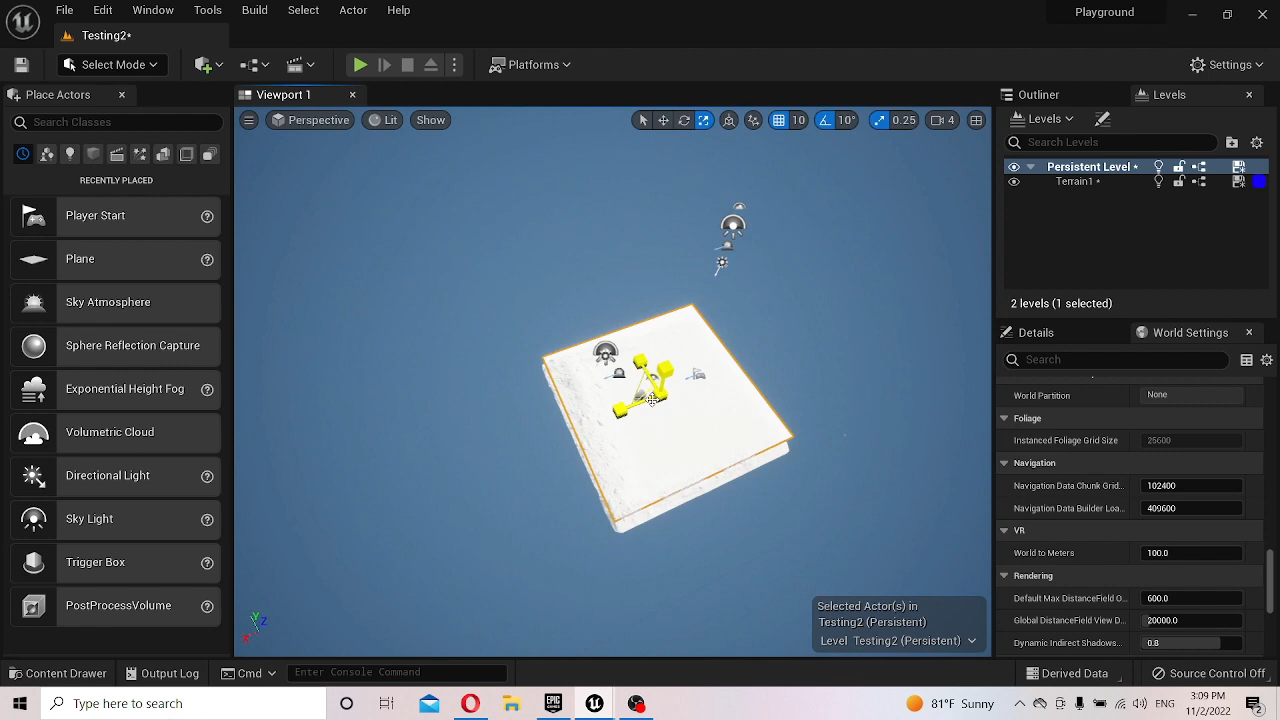 File Edit Window Tools Build Select Actor Help
Playground
Testing2*
Select Mode
Platforms
Settings
Place Actors
Viewport 1
Outliner
Levels
Search Classes
Perspective
Lit
Show
10
10°
0.25
4
Levels
Search Levels
RECENTLY PLACED
Persistent Level *
Terrain1 *
Player Start
Plane
Sky Atmosphere
Sphere Reflection Capture
Exponential Height Fog
Volumetric Cloud
Directional Light
Sky Light
Trigger Box
PostProcessVolume
2 levels (1 selected)
Details
World Settings
Search
World Partition
None
Foliage
Instanced Foliage Grid Size
25600
Navigation
Navigation Data Chunk Grid...
102400
Navigation Data Builder Loa...
409600
VR
World to Meters
100.0
Rendering
Default Max DistanceField O...
600.0
Global DistanceField View D...
20000.0
Dynamic Indirect Shadows...
0.8
Selected Actor(s) in
Testing2 (Persistent)
Level Testing2 (Persistent)
Content Drawer
Output Log
Cmd
Enter Console Command
Derived Data
Source Control Off
Type here to search
EPIC
GAMES
81°F Sunny
ENG
3:09 PM
11/2/2022
2